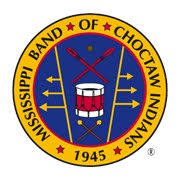 MISSISSIPPI BAND OF CHOCTAW INDIANS
1945
®